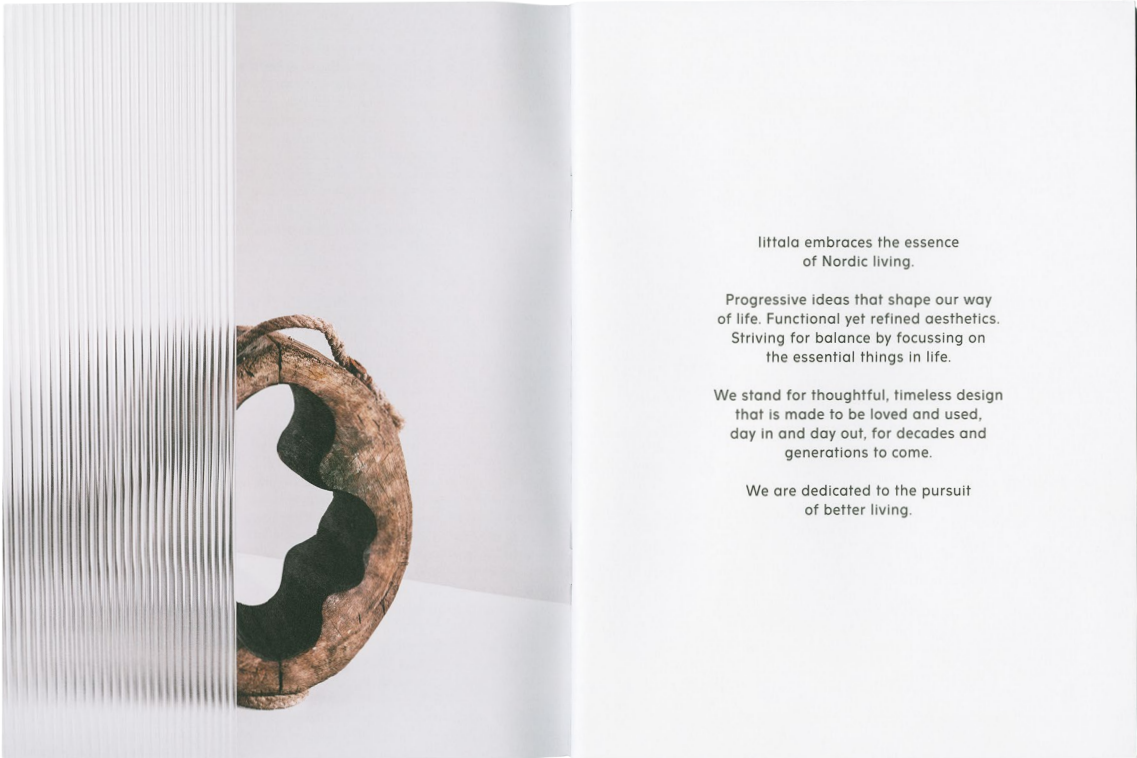 Iittala embraces the essence
of Nordic living.
Progressive ideas that shape our way
of life. Functional yet refined aesthetics.
Striving for balance by focussing on
the essential things in life.
We stand for thoughtful, timeless design
that is made to be loved and used,
day in and day out, for decades and
generations to come.
We are dedicated to the pursuit
of better living.